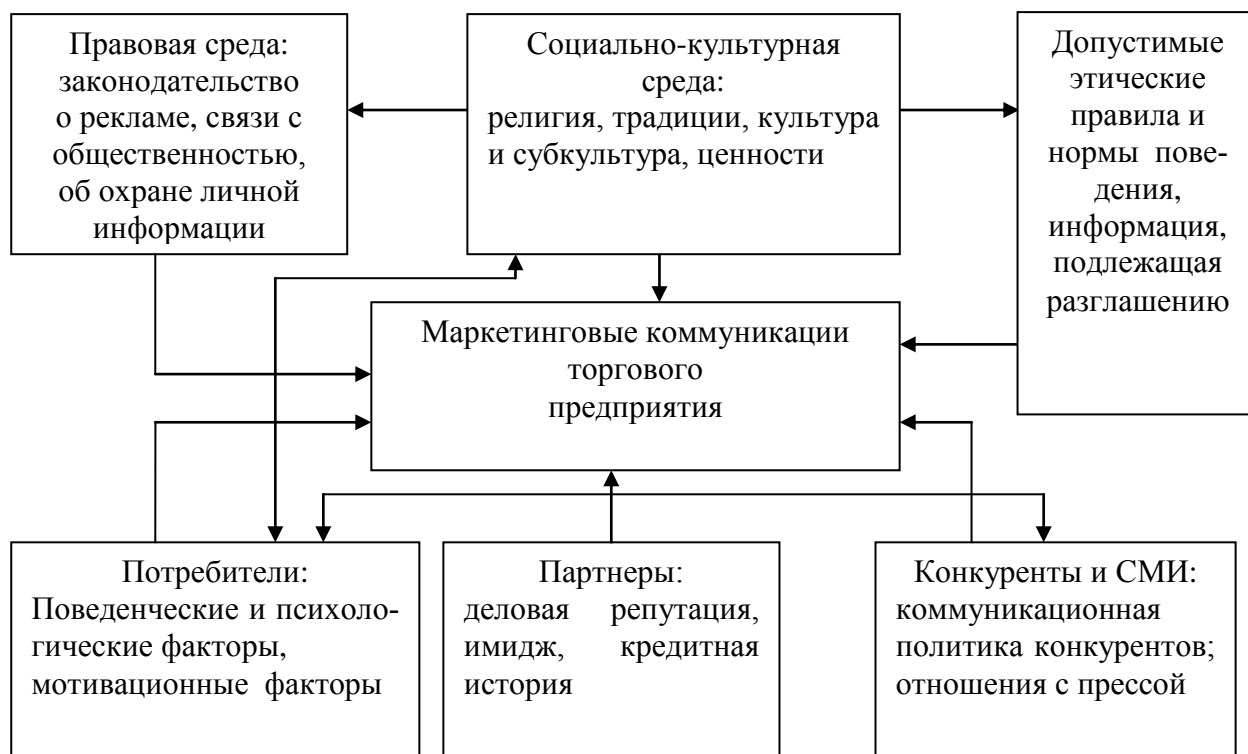 Правовая среда:
законодательство
о рекламе, связи с
общественностью,
об охране личной
информации
Социально-культурная
среда:
религия, традиции, культура
и субкультура, ценности
Допустимые
этические
правила и
нормы пове-
дения,
информация,
подлежащая
разглашению
Маркетинговые коммуникации
торгового
предприятия
Потребители:
Поведенческие и психоло-
гические факторы,
мотивационные факторы
Партнеры:
деловая репутация,
имидж, кредитная
история
Конкуренты и СМИ:
коммуникационная
политика конкурентов;
отношения с прессой